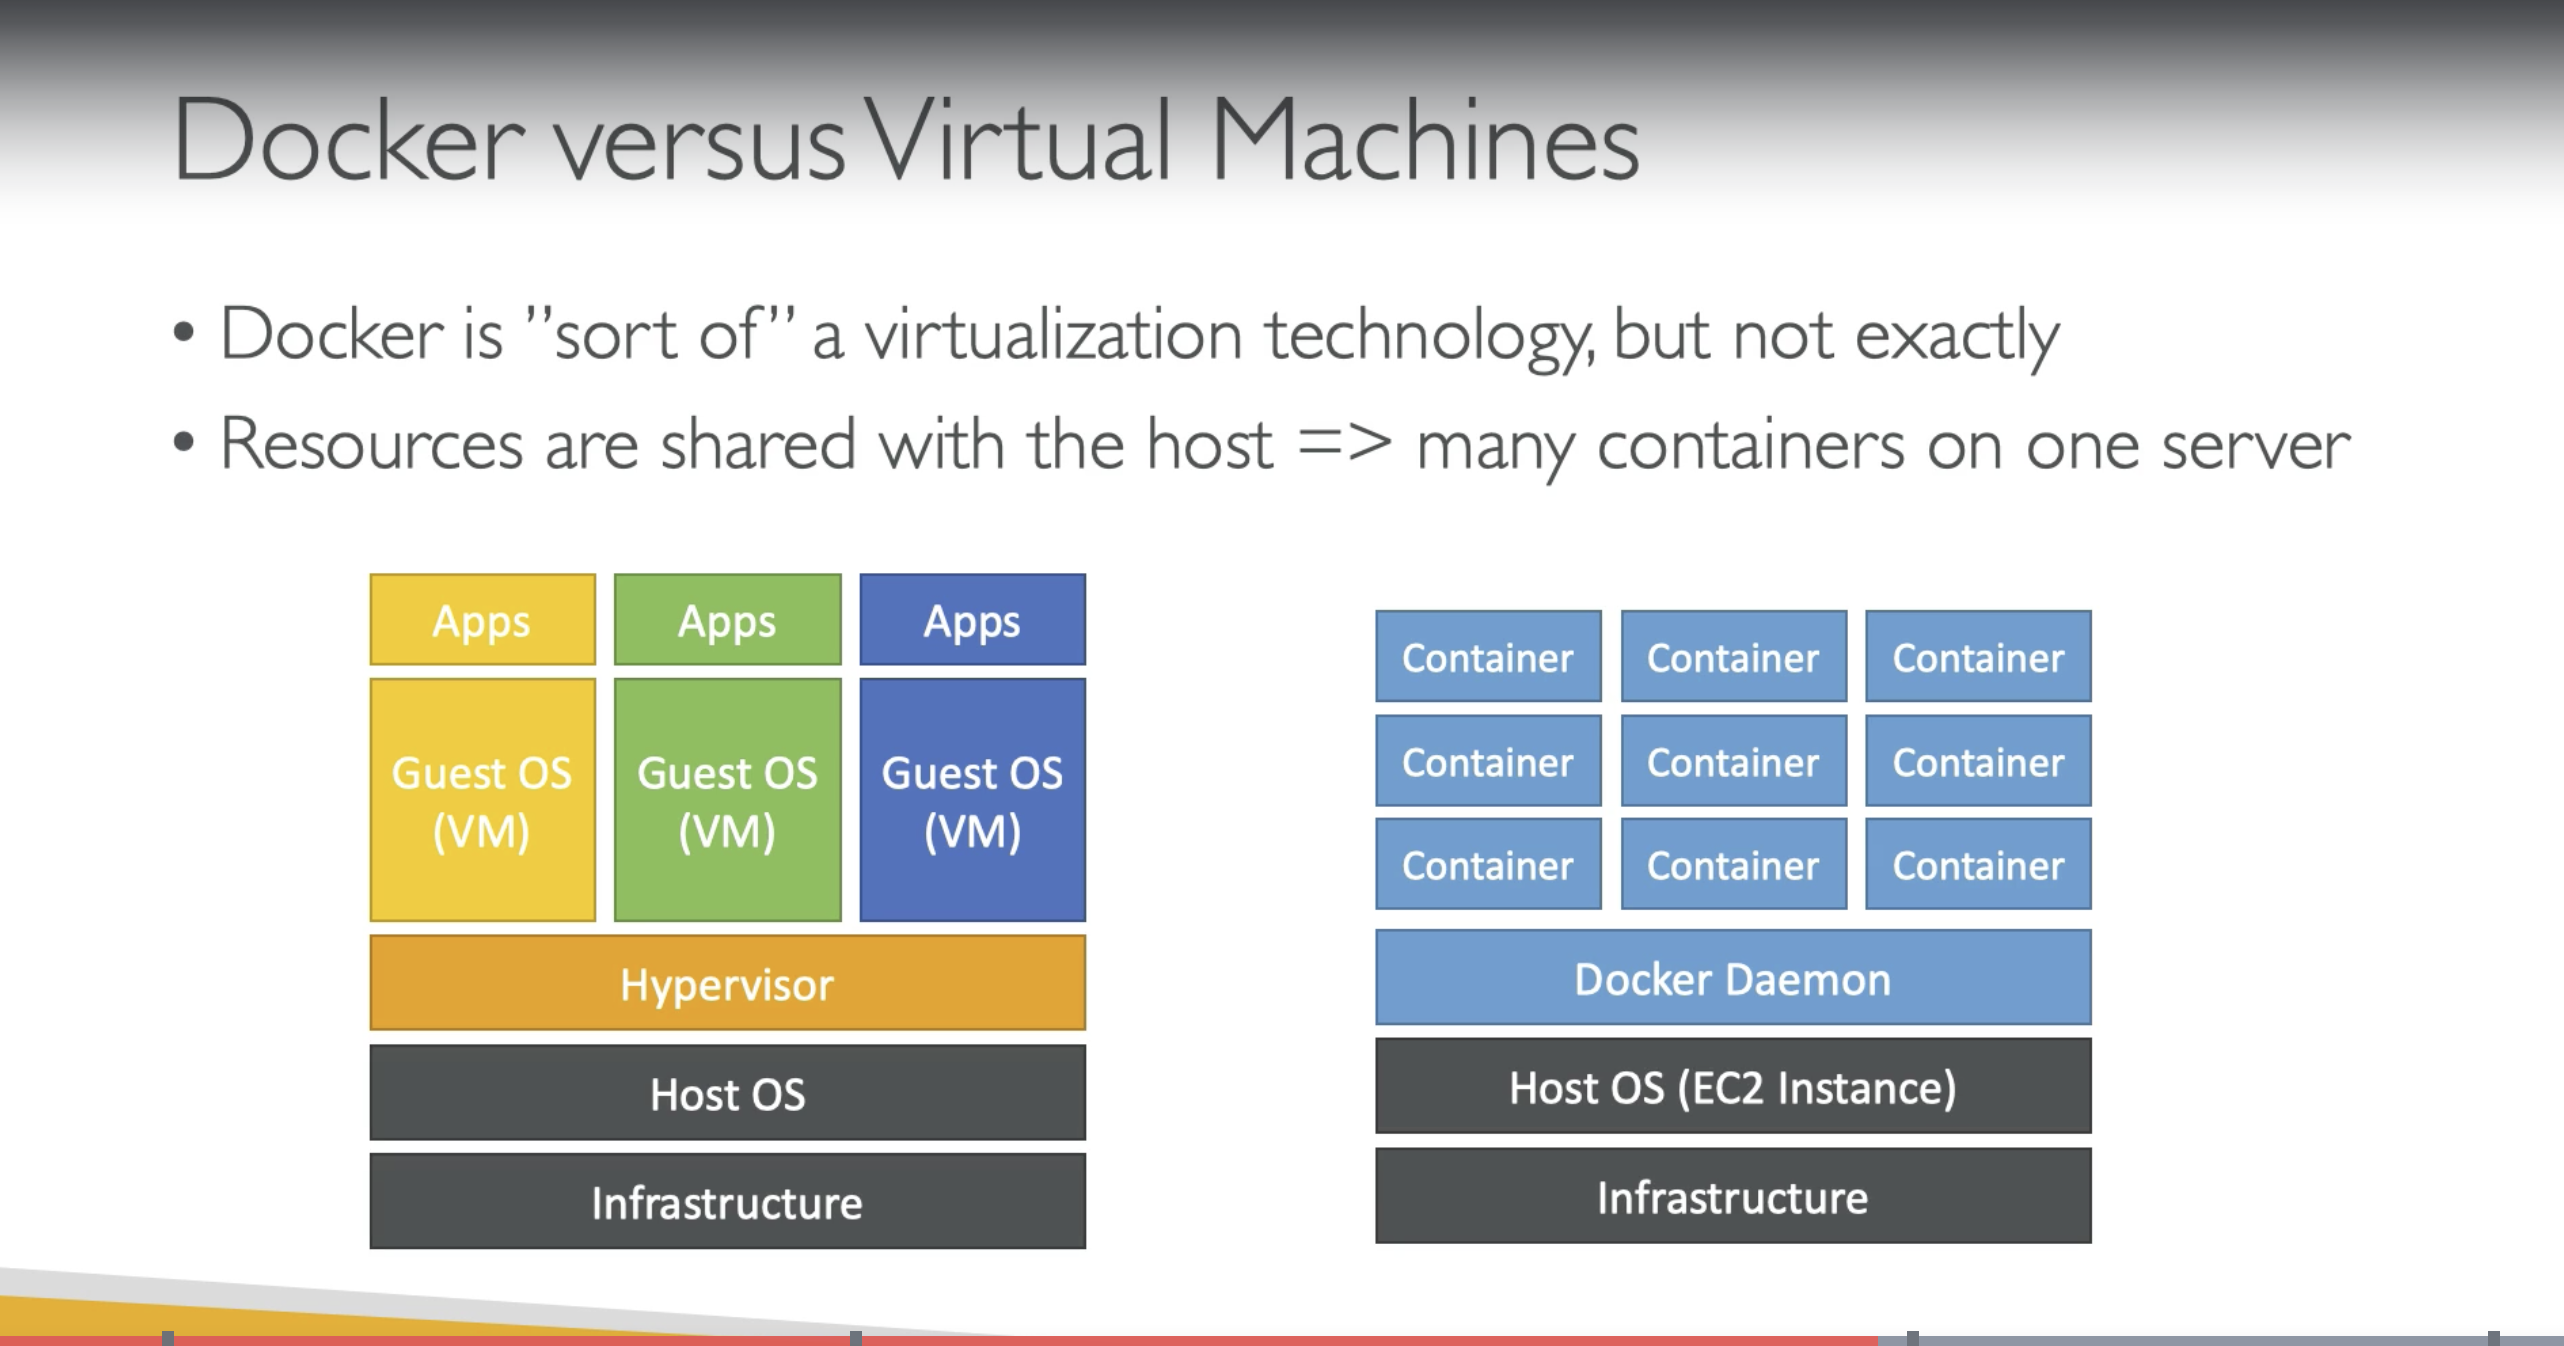 Docker versus Virtual Machines
• Docker is ”sort of” a virtualization technology, but not exactly
• Resources are shared with the host => many containers on one server
Apps
Apps
Apps
Guest OS
(VM)
Guest OS
(VM)
Guest OS
(VM)
Hypervisor
Host OS
Infrastructure
Container
Container
Container
Container
Container
Container
Container
Container
Container
Docker Daemon
Host OS (EC2 Instance)
Infrastructure